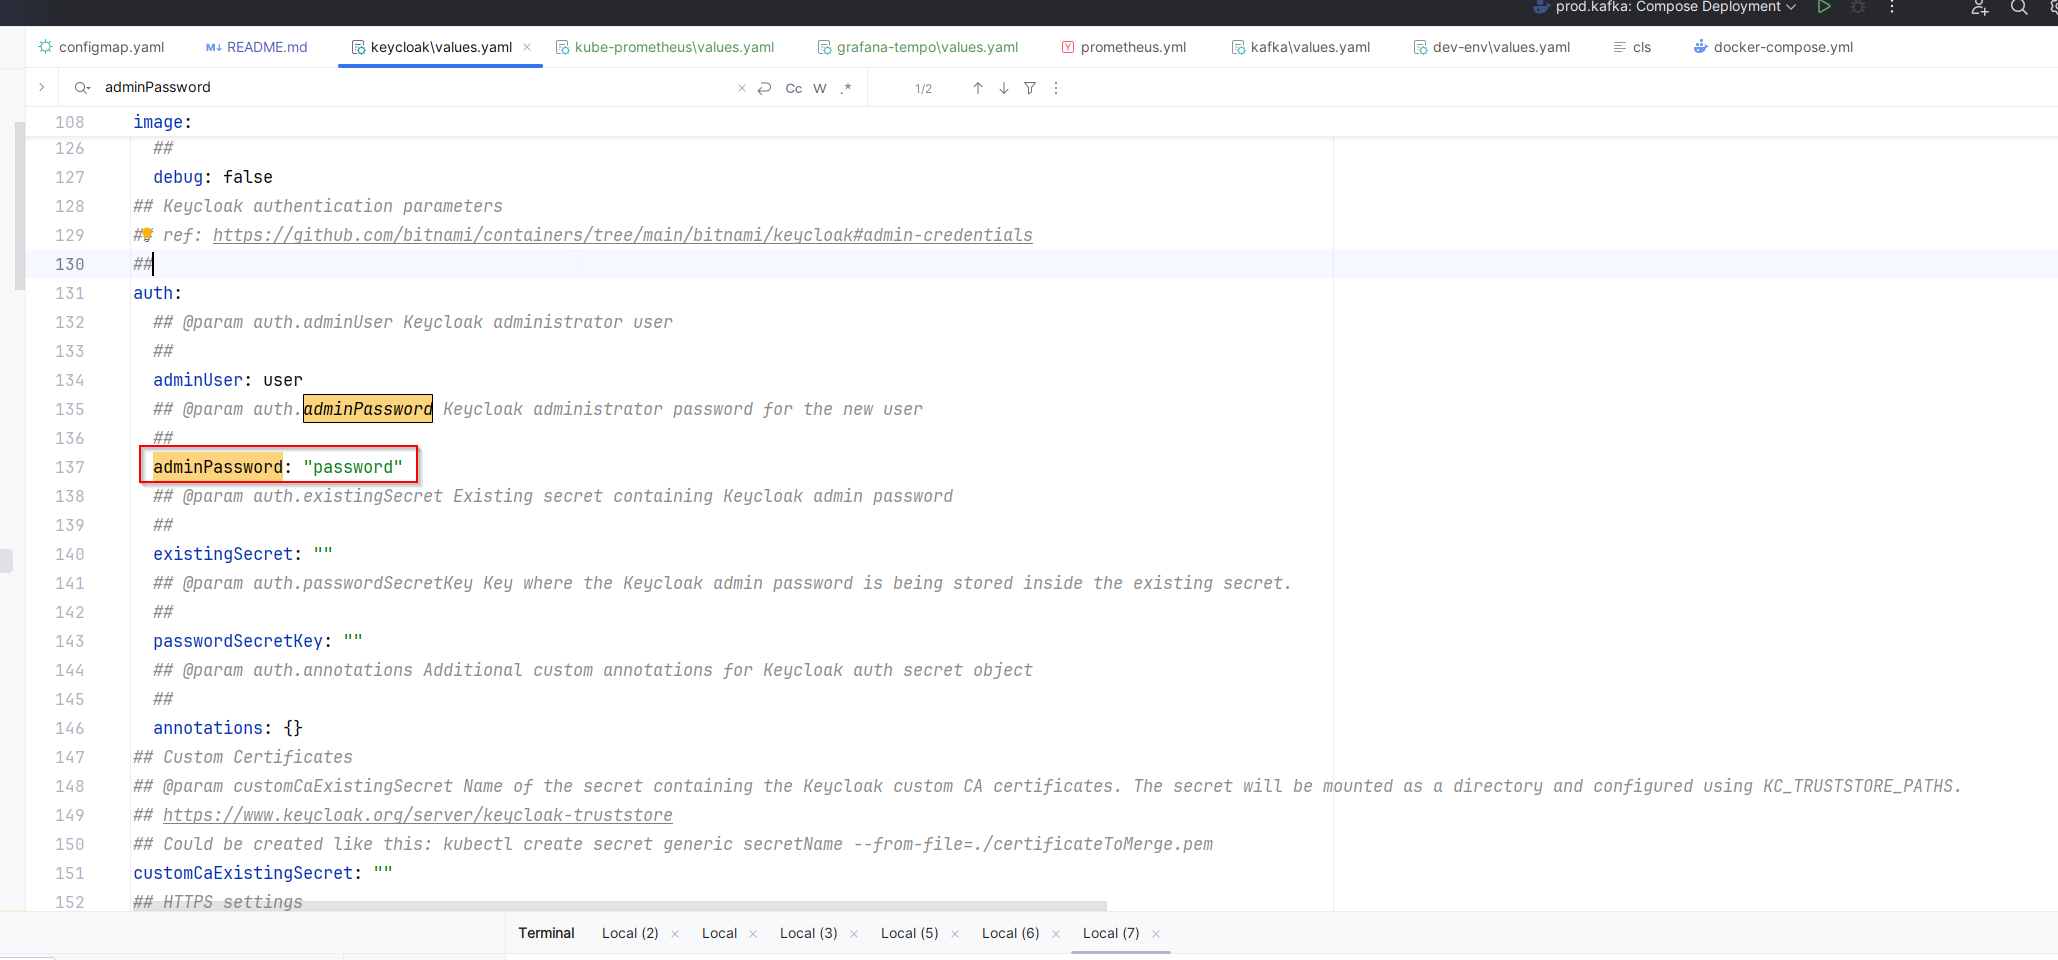 prod.kafka: Compose Deployment
configmap.yaml README.md keycloak\values.yaml kube-prometheus\values.yaml grafana-tempo\values.yaml prometheus.yml kafka\values.yaml dev-env\values.yaml cls docker-compose.yml
adminPassword Cc W .* 1/2
108 image:
126 ##
127 debug: false
128 ## Keycloak authentication parameters
129 ## ref: https://github.com/bitnami/containers/tree/main/bitnami/keycloak#admin-credentials
130 ##
131 auth:
132 ## @param auth.adminUser Keycloak administrator user
133 ##
134 adminUser: user
135 ## @param auth.adminPassword Keycloak administrator password for the new user
136 ##
137 adminPassword: "password"
138 ## @param auth.existingSecret Existing secret containing Keycloak admin password
139 ##
140 existingSecret: ""
141 ## @param auth.passwordSecretKey Key where the Keycloak admin password is being stored inside the existing secret.
142 ##
143 passwordSecretKey: ""
144 ## @param auth.annotations Additional custom annotations for Keycloak auth secret object
145 ##
146 annotations: {}
147 ## Custom Certificates
148 ## @param customCaExistingSecret Name of the secret containing the Keycloak custom CA certificates. The secret will be mounted as a directory and configured using KC_TRUSTSTORE_PATHS.
149 ## https://www.keycloak.org/server/keycloak-truststore
150 ## Could be created like this: kubectl create secret generic secretName --from-file=./certificateToMerge.pem
151 customCaExistingSecret: ""
152 ## HTTPS settings
Terminal Local (2) Local Local (3) Local (5) Local (6) Local (7)